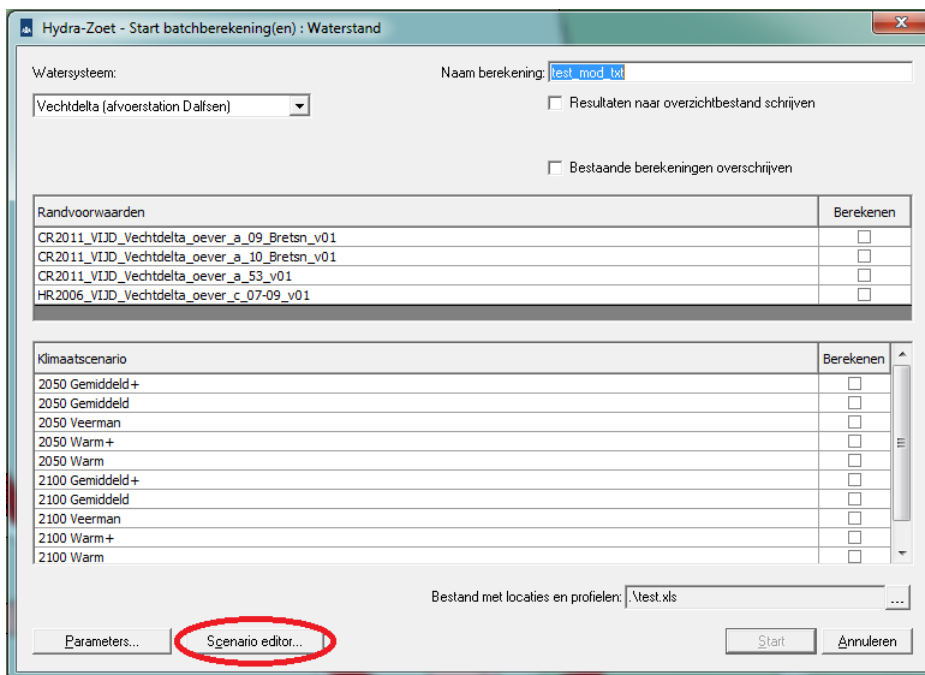 Hydra-Zoet - Start batchberekening(en) : Waterstand
Watersysteem:
Naam berekening: test_mod_txt
Vechtdelta (afvoerstation Dalfsen)
Resultaten naar overzichtbestand schrijven
Bestaande berekeningen overschrijven
Randvoorwaarden Berekenen
CR2011_VIJD_Vechtdelta_oever_a_09_Bretsn_v01
CR2011_VIJD_Vechtdelta_oever_a_10_Bretsn_v01
CR2011_VIJD_Vechtdelta_oever_a_53_v01
HR2006_VIJD_Vechtdelta_oever_c_07-09_v01
Klimaatscenario Berekenen
2050 Gemiddeld+
2050 Gemiddeld
2050 Veerman
2050 Warm+
2050 Warm
2100 Gemiddeld+
2100 Gemiddeld
2100 Veerman
2100 Warm+
2100 Warm
Bestand met locaties en profielen: .\test.xls ...
Parameters... Scenario editor... Start Annuleren